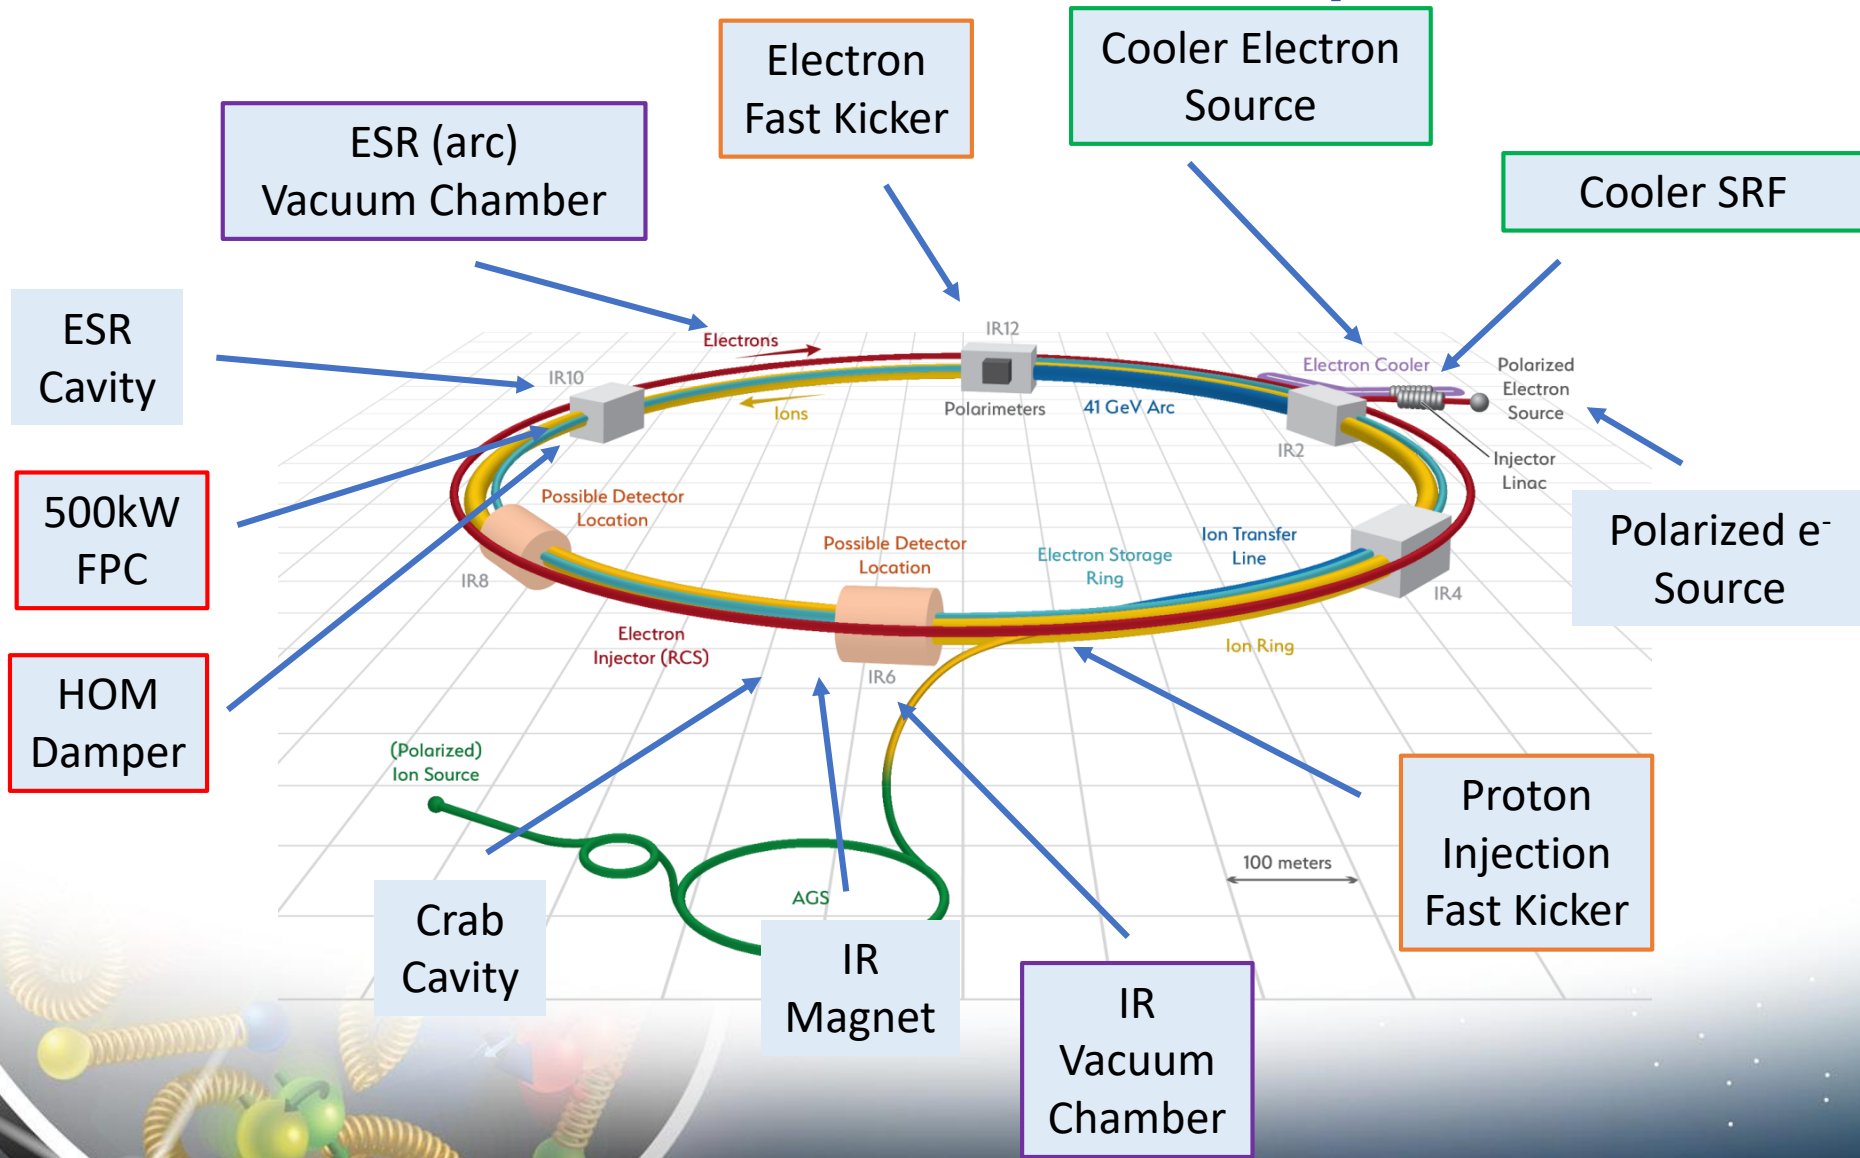 Electron
Fast Kicker
Cooler Electron
Source
ESR (arc)
Vacuum Chamber
Cooler SRF
ESR
Cavity
500kW
FPC
HOM
Damper
Electrons
IR12
IR10
Ions
Polarimeters
41 GeV Arc
Electron Cooler
Polarized
Electron
Source
IR2
Injector
Linac
Polarized e-
Source
Possible Detector
Location
IR8
Possible Detector
Location
Electron Storage
Ring
Ion Transfer
Line
IR4
Electron
Injector (RCS)
IR6
Ion Ring
(Polarized)
Ion Source
AGS
100 meters
Proton
Injection
Fast Kicker
Crab
Cavity
IR
Magnet
IR
Vacuum
Chamber